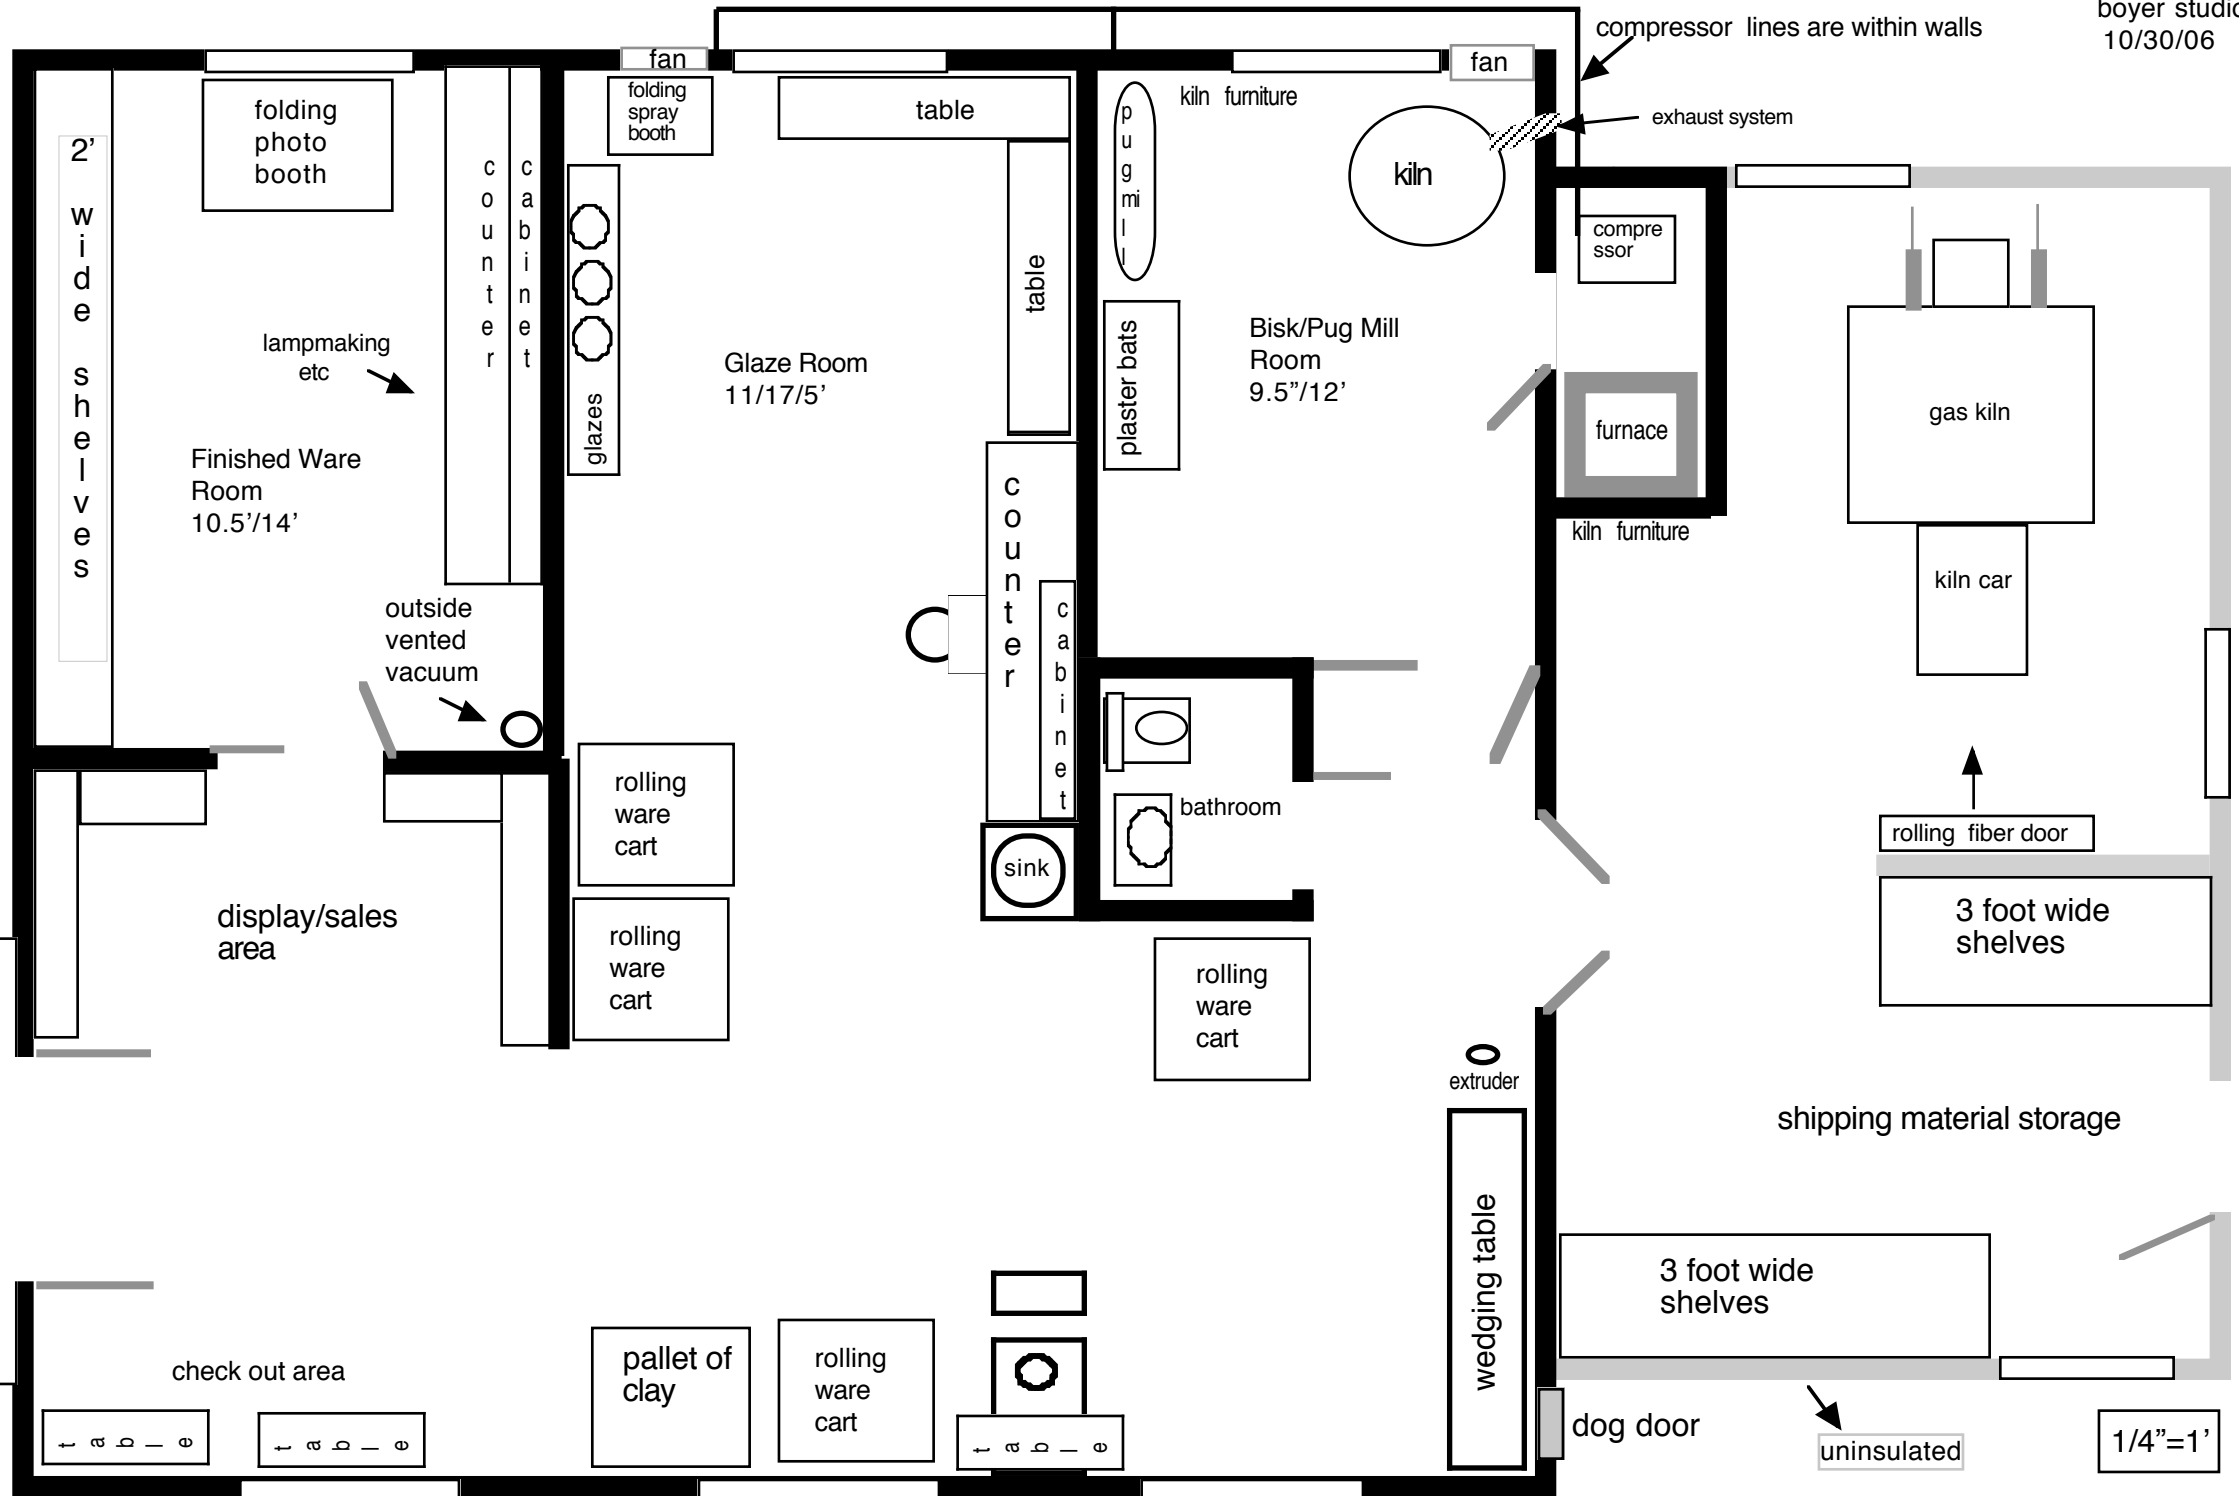 boyer studio
10/30/06
compressor lines are within walls
exhaust system
fan
fan
folding
photo
booth
folding
spray
booth
table
kiln furniture
kiln
pugmill
2’ wide shelves
counter
cabinet
compre
ssor
table
lampmaking
etc
glazes
Glaze Room
11/17/5’
plaster bats
Bisk/Pug Mill
Room
9.5”/12’
furnace
gas kiln
Finished Ware
Room
10.5’/14’
counter
cabinet
kiln furniture
kiln car
outside
vented
vacuum
rolling
ware
cart
bathroom
sink
rolling fiber door
display/sales
area
rolling
ware
cart
rolling
ware
cart
3 foot wide
shelves
extruder
shipping material storage
wedging table
3 foot wide
shelves
check out area
pallet of
clay
rolling
ware
cart
table
table
table
dog door
uninsulated
1/4”=1’